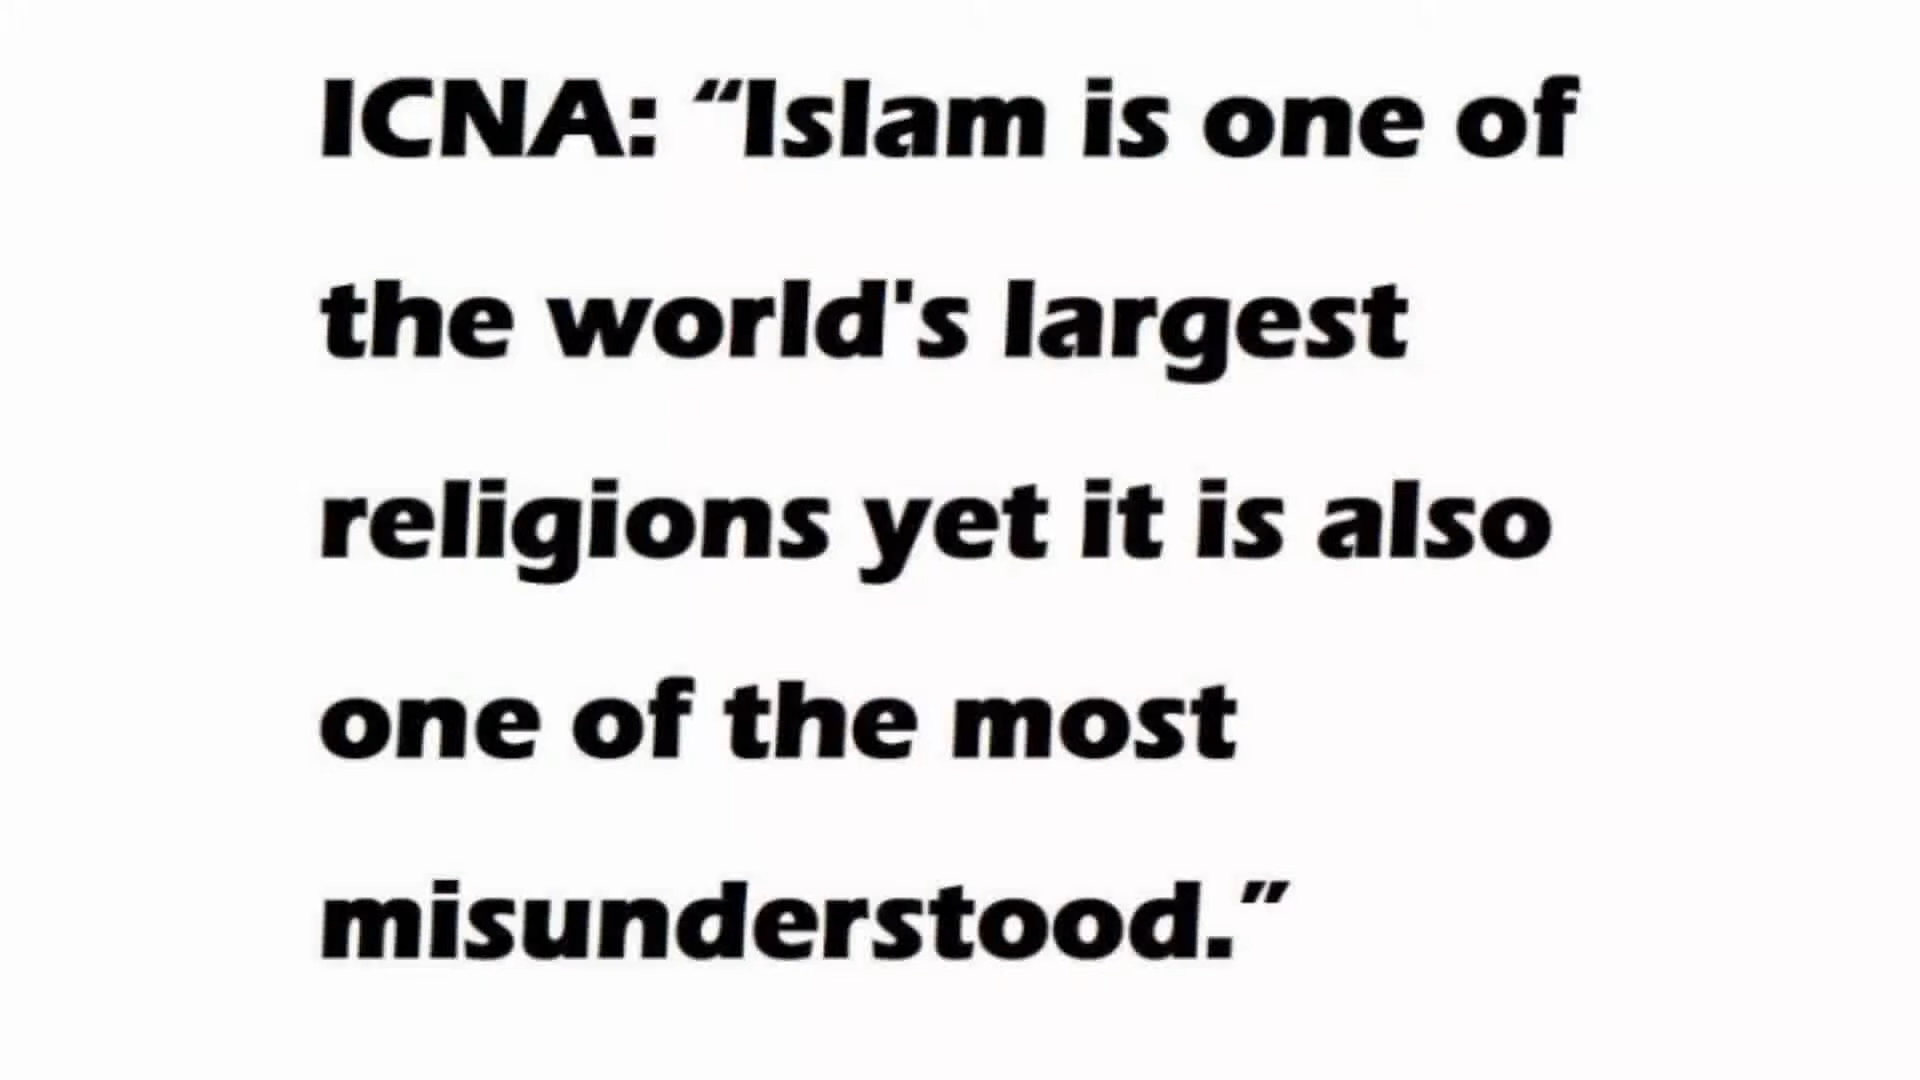 ICNA: “Islam is one of
the world's largest
religions yet it is also
one of the most
misunderstood.”